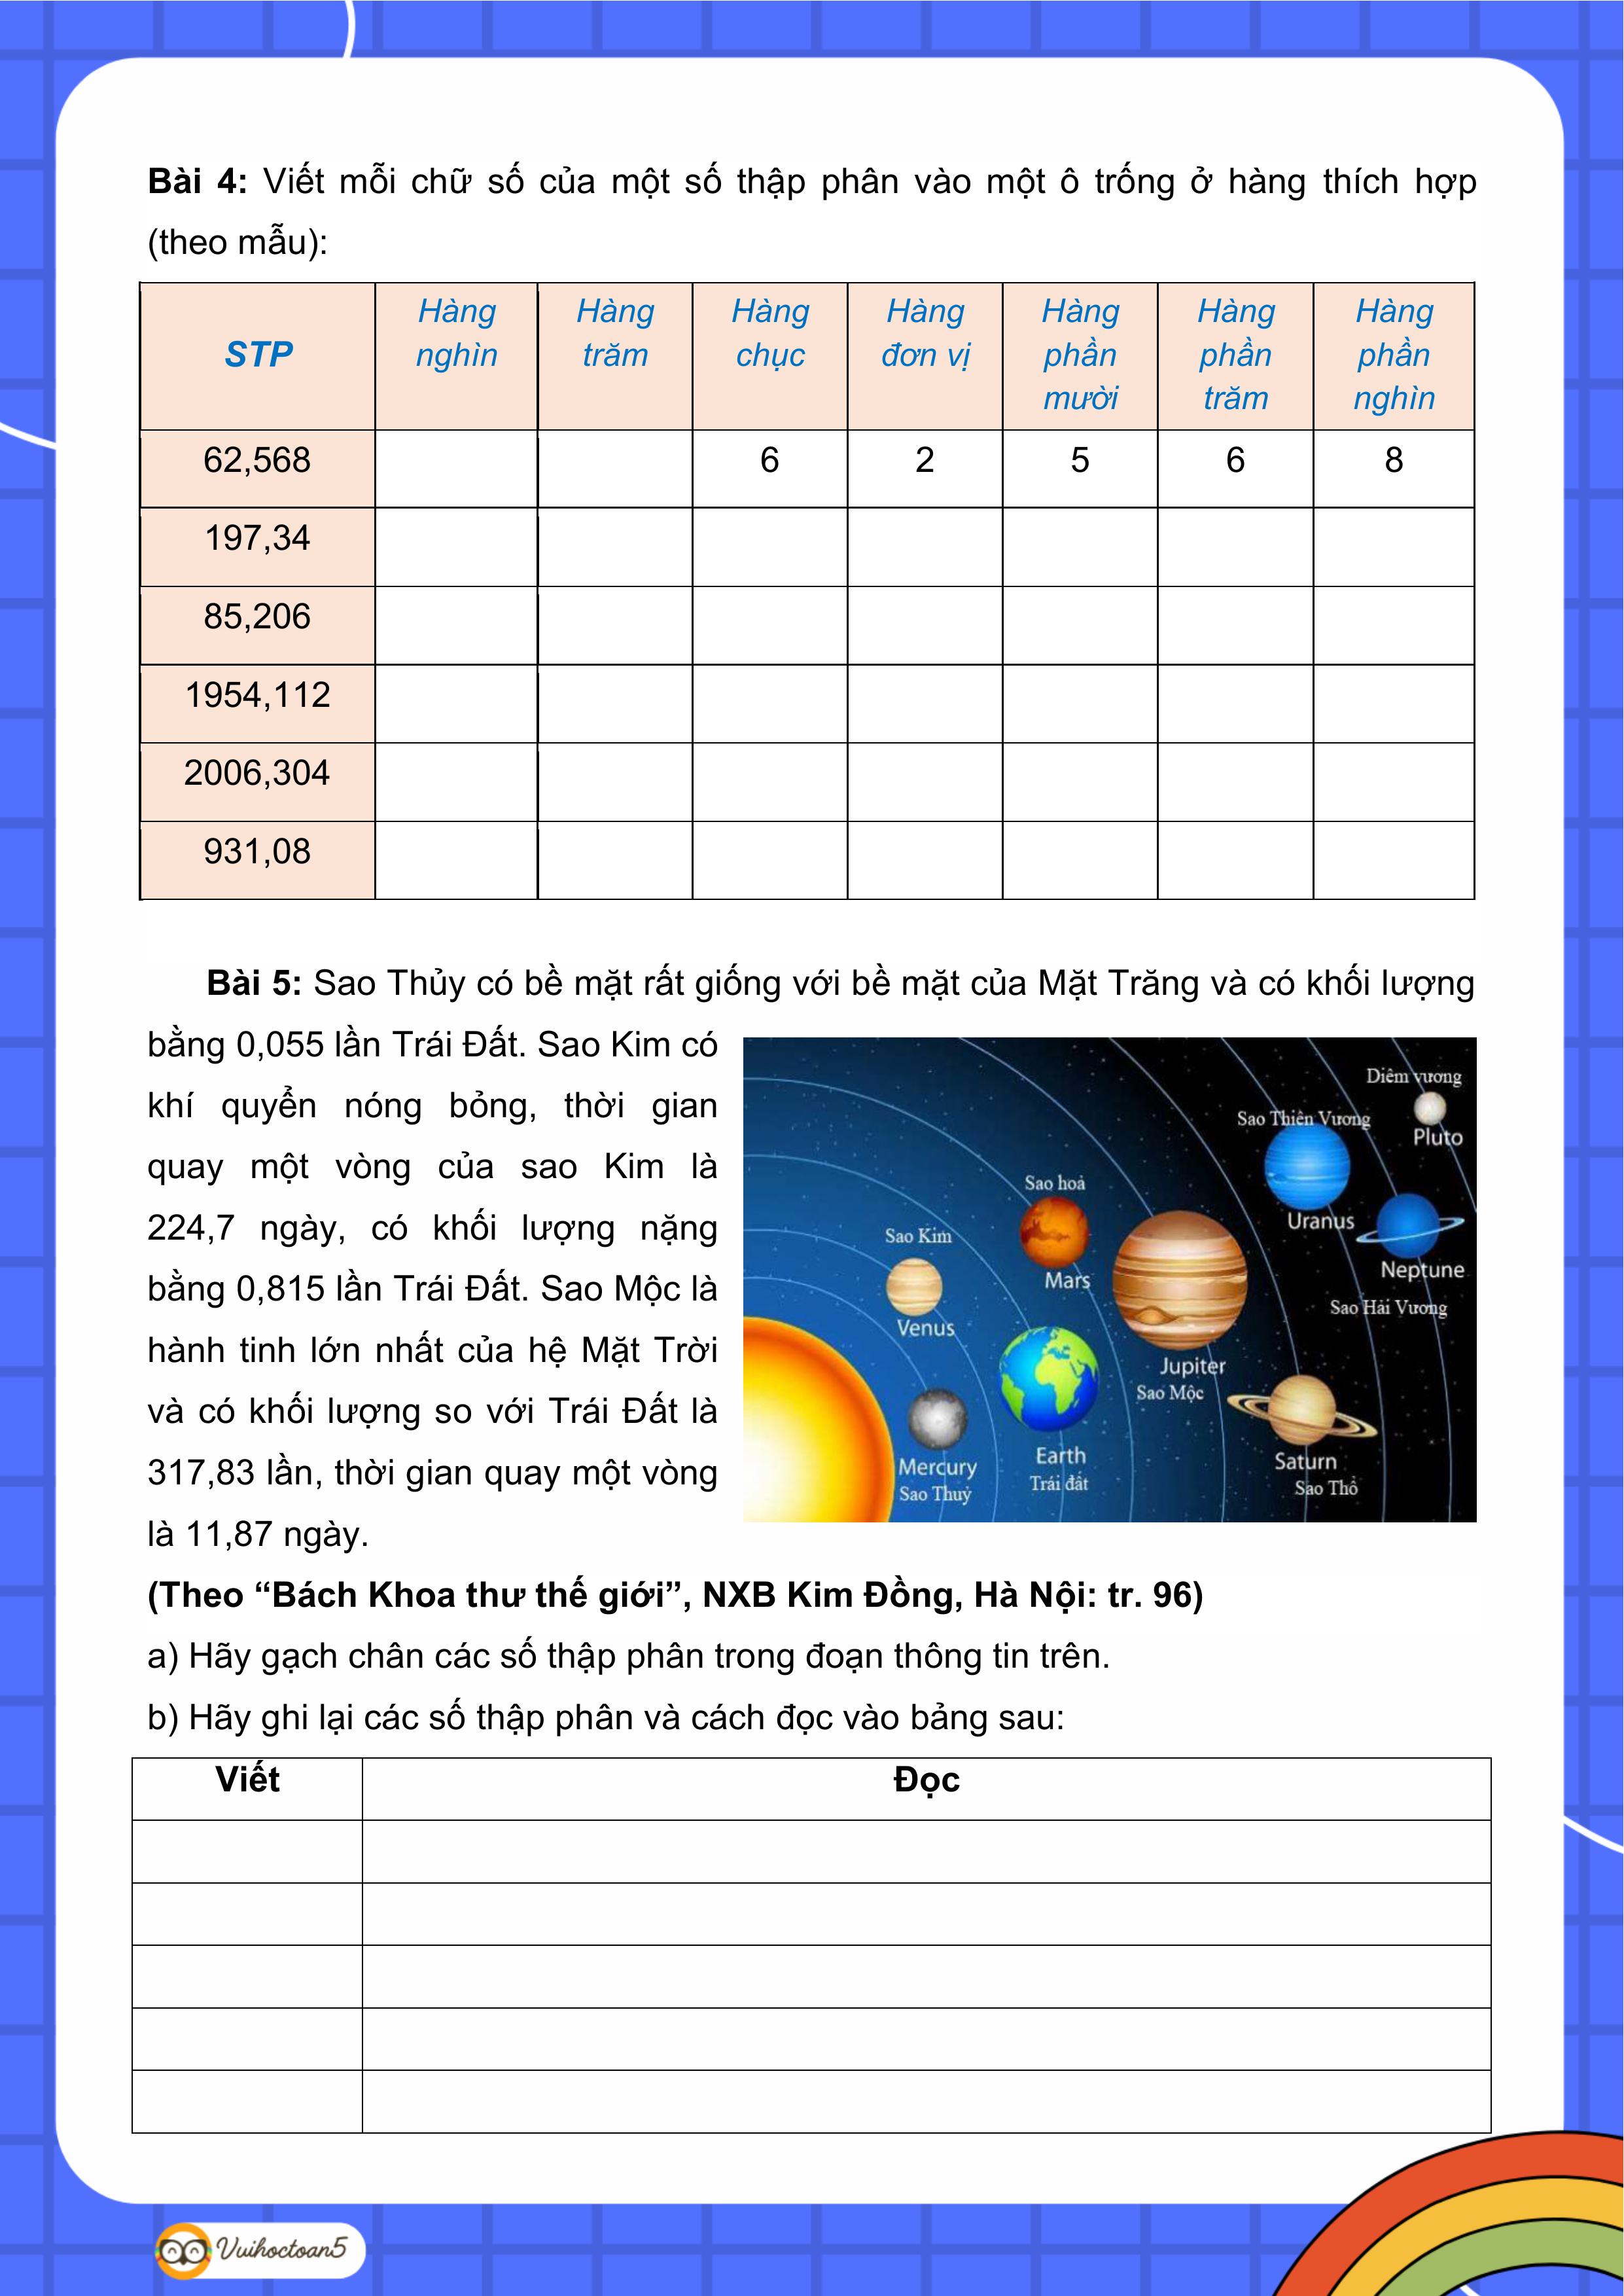 Bài 4: Viết mỗi chữ số của một số thập phân vào một ô trống ở hàng thích hợp
(theo mẫu):
STP Hàng nghìn Hàng trăm Hàng chục Hàng đơn vị Hàng phần mười Hàng phần trăm Hàng phần nghìn
62,568 6 2 5 6 8
197,34
85,206
1954,112
2006,304
931,08
Bài 5: Sao Thủy có bề mặt rất giống với bề mặt của Mặt Trăng và có khối lượng
bằng 0,055 lần Trái Đất. Sao Kim có
khí quyển nóng bỏng, thời gian
quay một vòng của sao Kim là
224,7 ngày, có khối lượng nặng
bằng 0,815 lần Trái Đất. Sao Mộc là
hành tinh lớn nhất của hệ Mặt Trời
và có khối lượng so với Trái Đất là
317,83 lần, thời gian quay một vòng
là 11,87 ngày.
Diêm vương
Pluto
Sao Thiên Vương
Uranus
Neptune
Sao Hải Vương
Sao hoả
Mars
Sao Kim
Venus
Jupiter
Sao Mộc
Earth
Trái đất
Mercury
Sao Thuỷ
Saturn
Sao Thổ
(Theo “Bách Khoa thư thế giới”, NXB Kim Đồng, Hà Nội: tr. 96)
a) Hãy gạch chân các số thập phân trong đoạn thông tin trên.
b) Hãy ghi lại các số thập phân và cách đọc vào bảng sau:
Viết Đọc
Vuihoctoan5